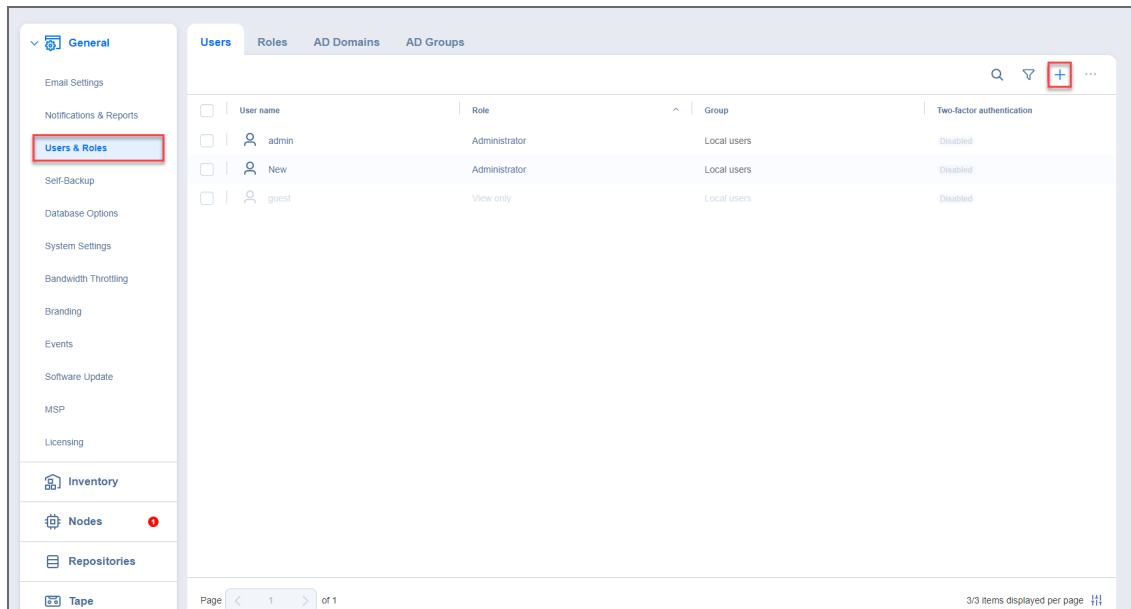 General
Email Settings
Notifications & Reports
Users & Roles
Self-Backup
Database Options
System Settings
Bandwidth Throttling
Branding
Events
Software Update
MSP
Licensing
Inventory
Nodes 1
Repositories
Tape
Users Roles AD Domains AD Groups
User name Role Group Two-factor authentication
admin Administrator Local users Disabled
New Administrator Local users Disabled
guest View only Local users Disabled
Page 1 of 1 3/3 items displayed per page